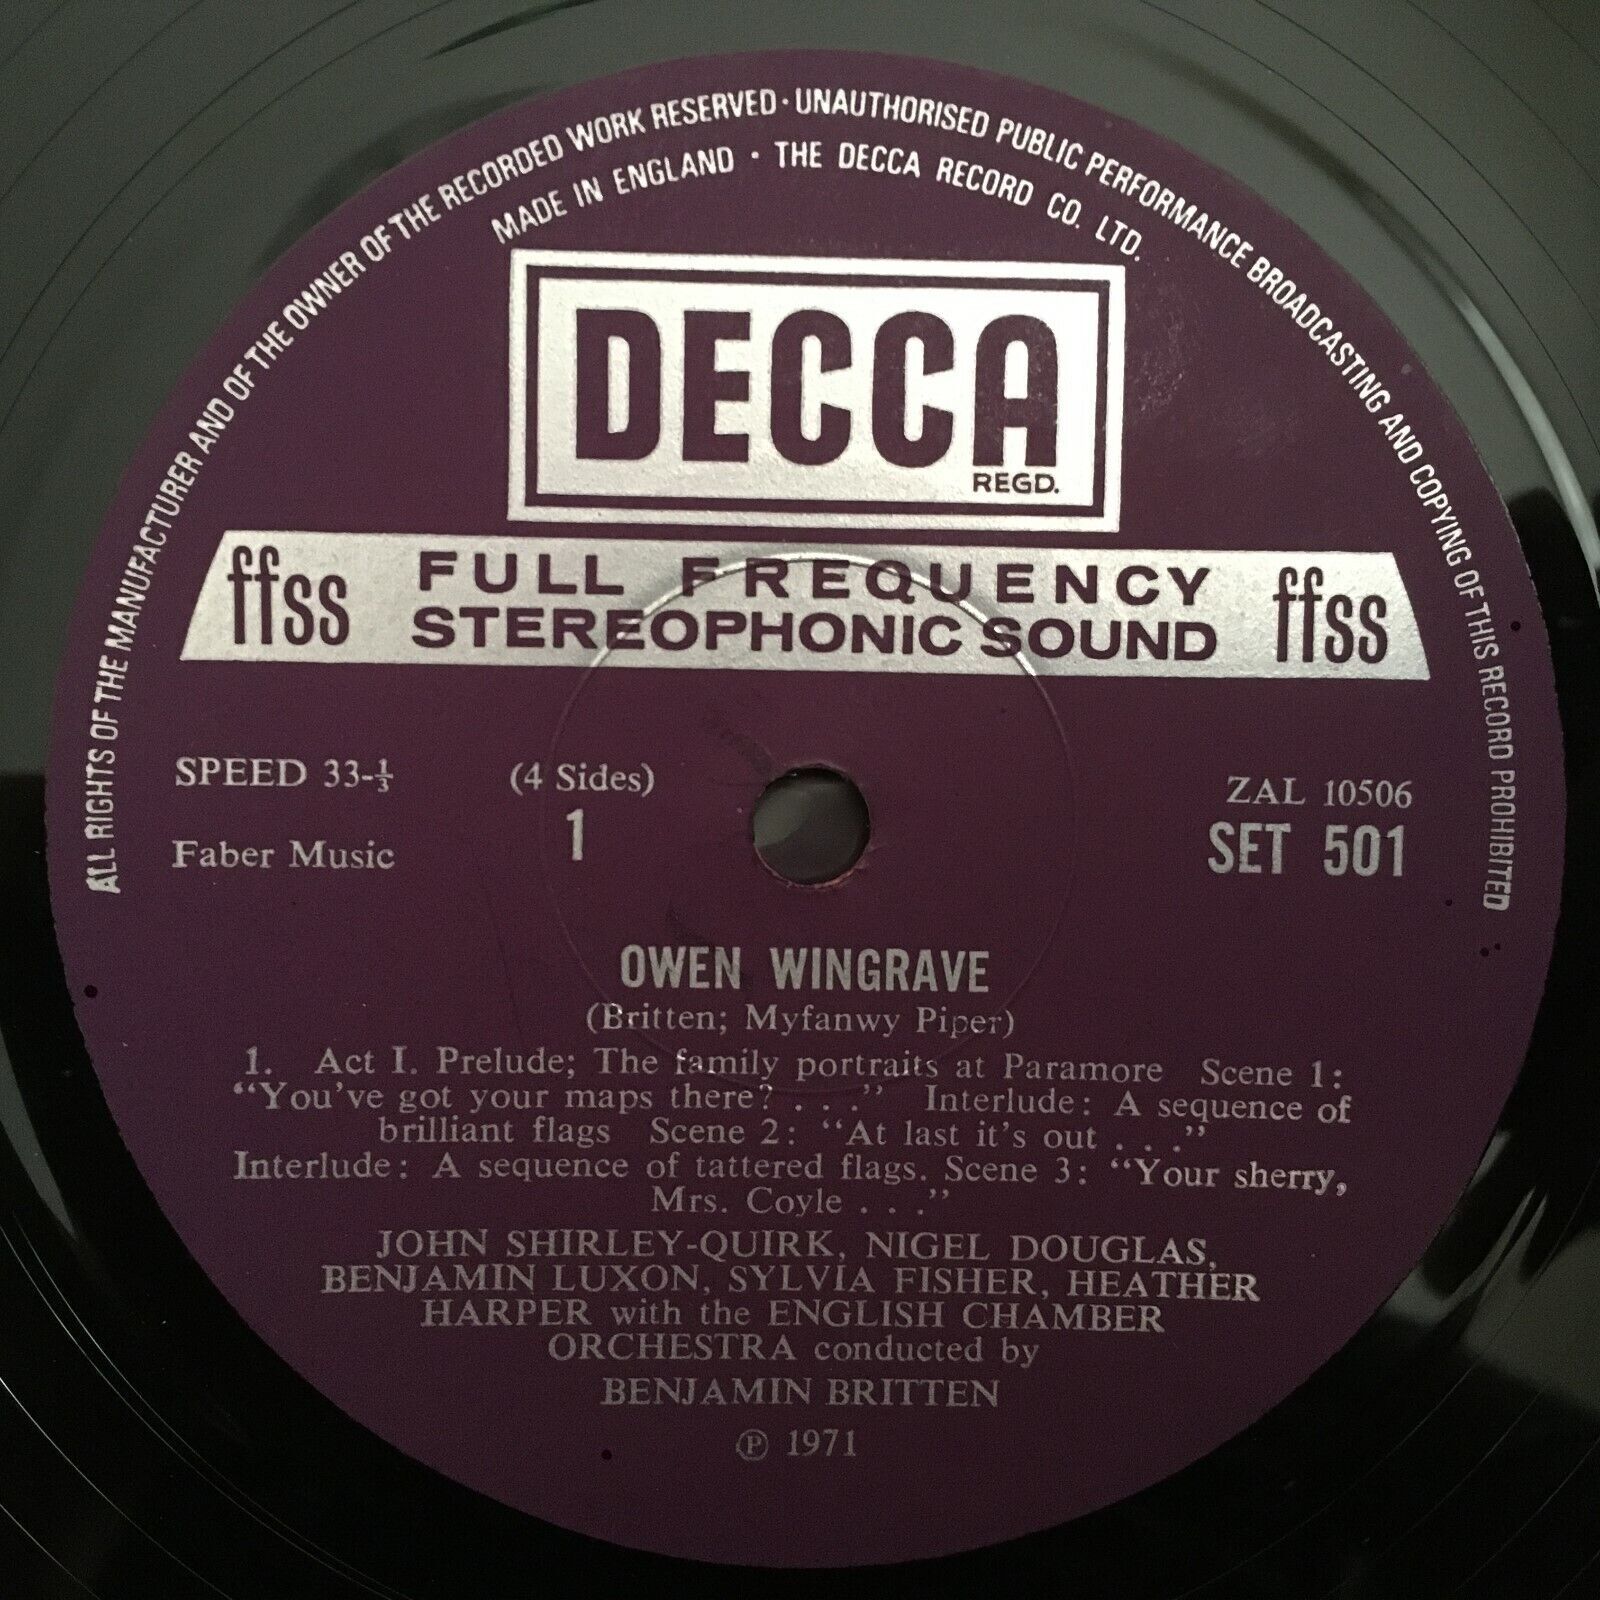 ALL RIGHTS OF THE MANUFACTURER AND OF THE OWNER OF THE RECORDED WORK RESERVED · UNAUTHORISED PUBLIC PERFORMANCE BROADCASTING AND COPYING OF THIS RECORD PROHIBITED
MADE IN ENGLAND · THE DECCA RECORD CO. LTD.
DECCA
REGD.
ffss FULL FREQUENCY ffss
STEREOPHONIC SOUND
SPEED 33-⅓ (4 Sides) ZAL 10506
1 SET 501
Faber Music
OWEN WINGRAVE
(Britten; Myfanwy Piper)
1. Act I. Prelude; The family portraits at Paramore Scene 1:
“You've got your maps there? . . .” Interlude: A sequence of
brilliant flags Scene 2: “At last it's out . . .”
Interlude: A sequence of tattered flags. Scene 3: “Your sherry,
Mrs. Coyle . . .”
JOHN SHIRLEY-QUIRK, NIGEL DOUGLAS,
BENJAMIN LUXON, SYLVIA FISHER, HEATHER
HARPER with the ENGLISH CHAMBER
ORCHESTRA conducted by
BENJAMIN BRITTEN
℗ 1971